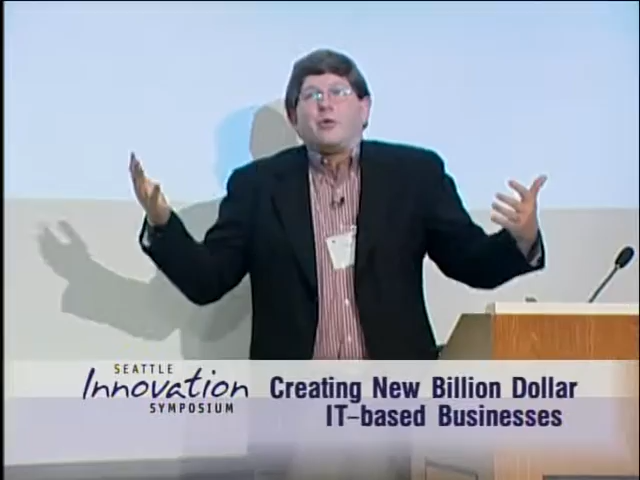 SEATTLE
Innovation
SYMPOSIUM
Creating New Billion Dollar
IT-based Businesses